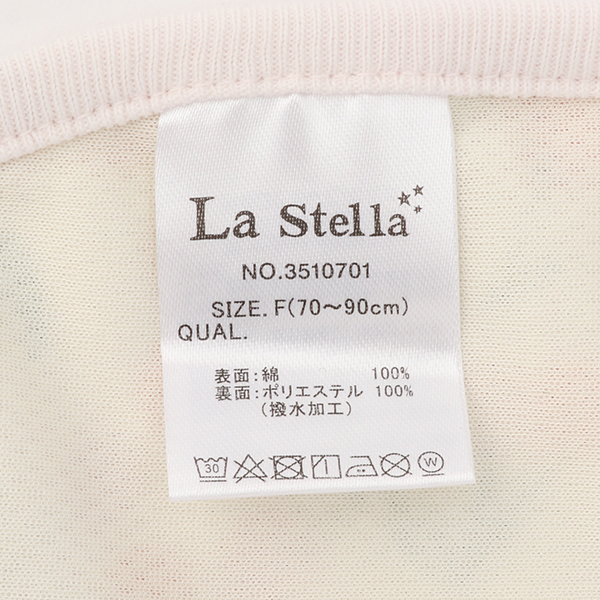 La Stella
NO.3510701
SIZE. F(70〜90cm)
QUAL.
表面:綿 100%
裏面:ポリエステル 100%
(撥水加工)
30 W